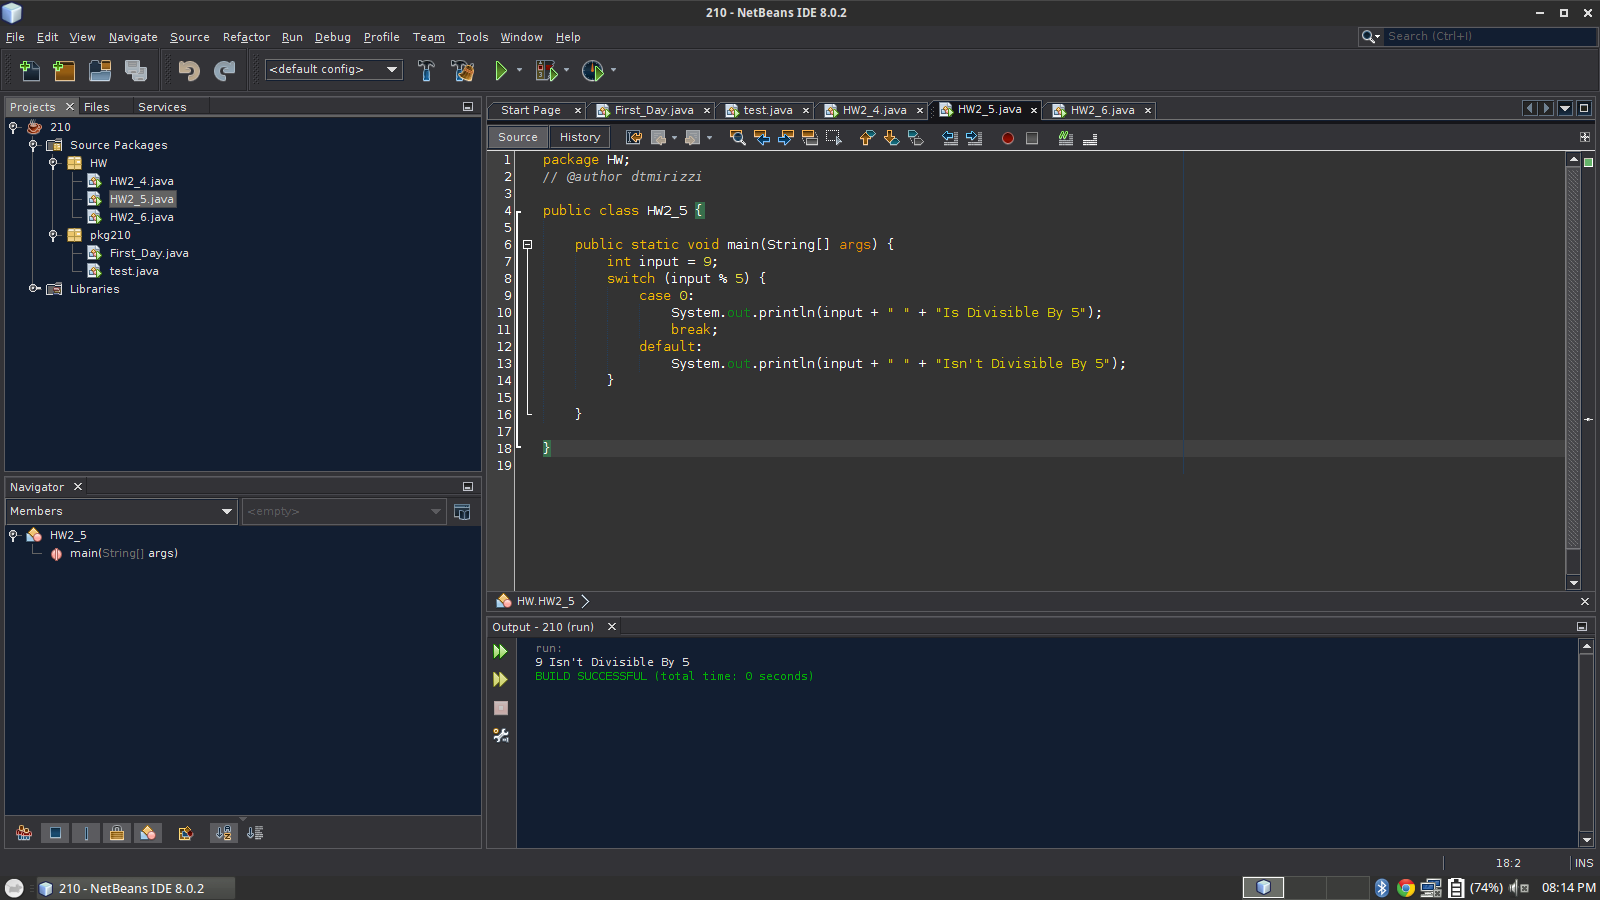 210 - NetBeans IDE 8.0.2
File Edit View Navigate Source Refactor Run Debug Profile Team Tools Window Help
Search (Ctrl+I)
<default config>
Projects Files Services
210
Source Packages
HW
HW2_4.java
HW2_5.java
HW2_6.java
pkg210
First_Day.java
test.java
Libraries
Navigator
Members
<empty>
HW2_5
main(String[] args)
Start Page First_Day.java test.java HW2_4.java HW2_5.java HW2_6.java
Source History
1 package HW;
2 // @author dtmirizzi
3
4 public class HW2_5 {
5
6 public static void main(String[] args) {
7 int input = 9;
8 switch (input % 5) {
9 case 0:
10 System.out.println(input + " " + "Is Divisible By 5");
11 break;
12 default:
13 System.out.println(input + " " + "Isn't Divisible By 5");
14 }
15
16 }
17
18 }
19
HW.HW2_5
Output - 210 (run)
run:
9 Isn't Divisible By 5
BUILD SUCCESSFUL (total time: 0 seconds)
18:2 INS
210 - NetBeans IDE 8.0.2
(74%) 08:14 PM